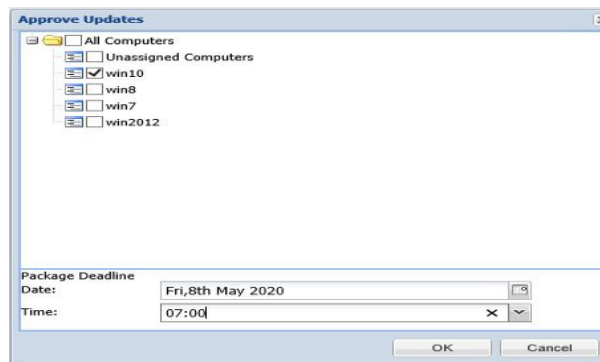 Approve Updates
All Computers
Unassigned Computers
win10
win8
win7
win2012
Package Deadline
Date: Fri,8th May 2020
Time: 07:00
OK Cancel